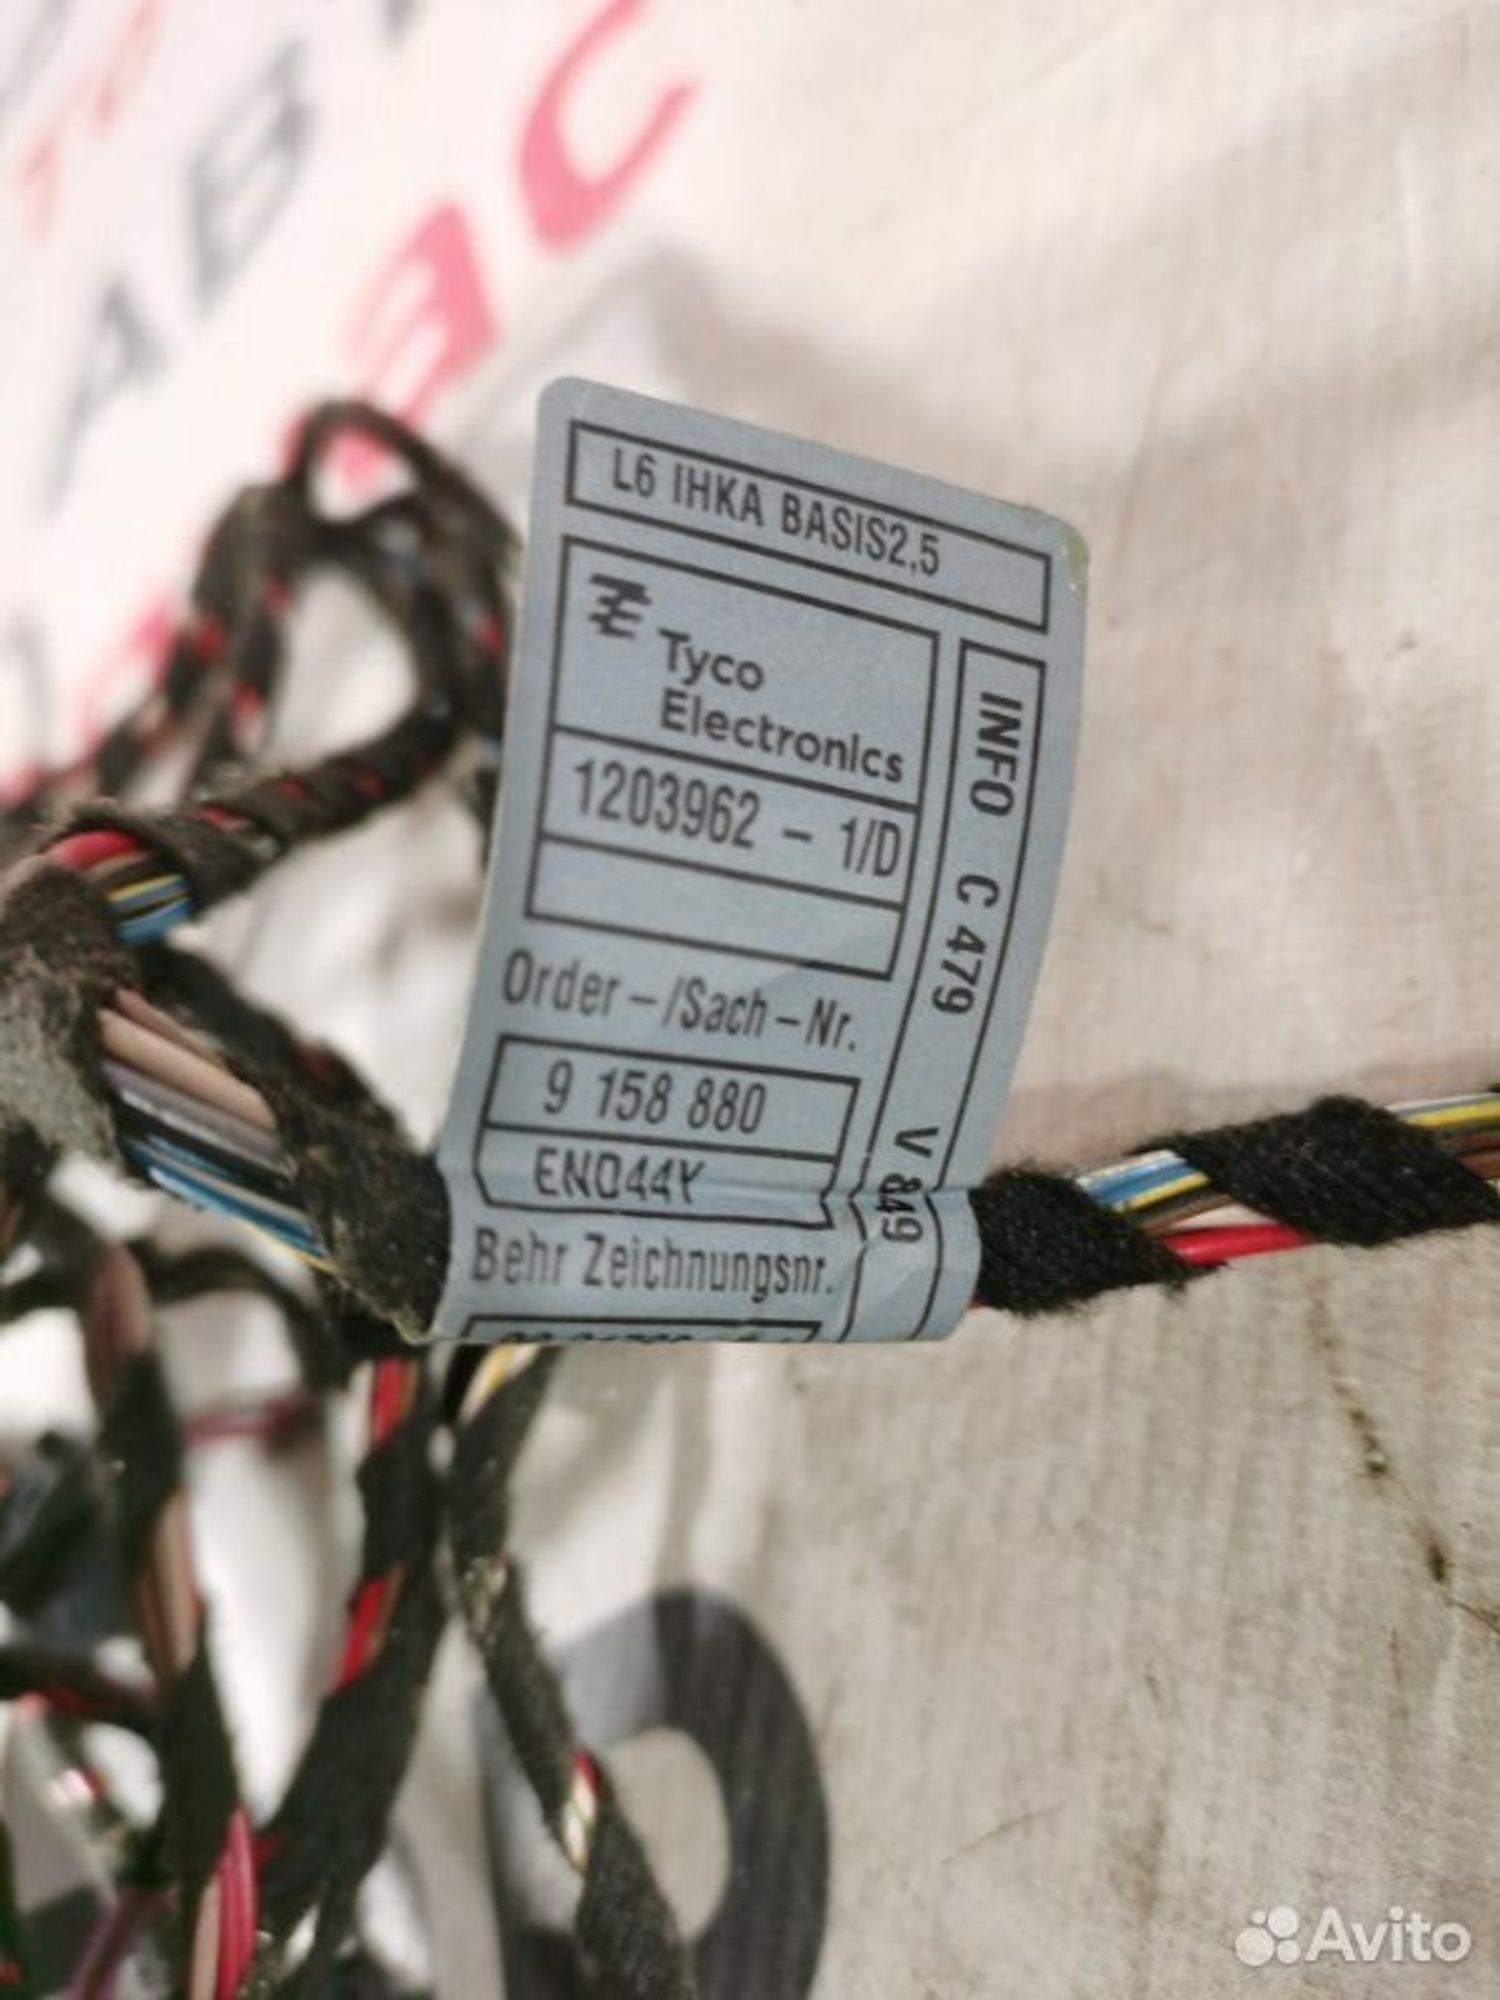 L6 IHKA BASIS2,5
Tyco
Electronics
1203962 – 1/D
INFO C 479 V 849
Order – /Sach – Nr.
9 158 880
END44Y
Behr Zeichnungsnr.
Avito